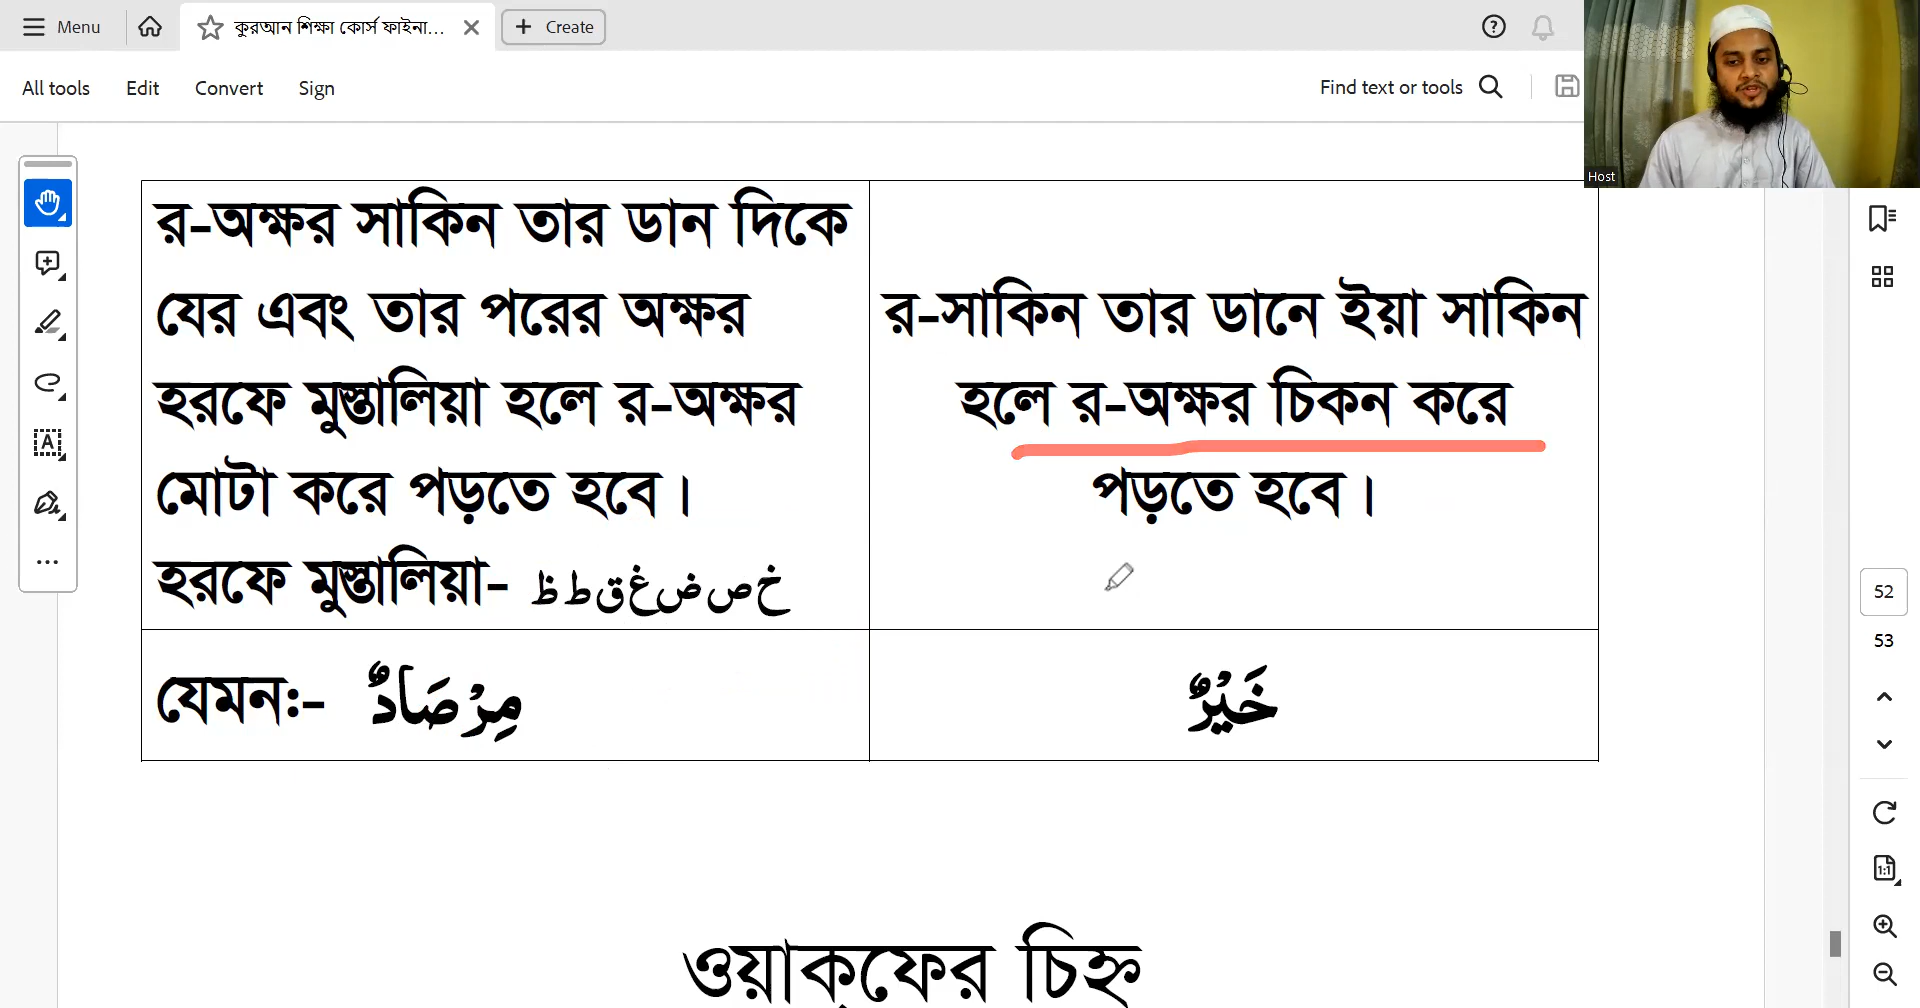 Menu
কুরআন শিক্ষা কোর্স ফাইনা...
Create
All tools
Edit
Convert
Sign
Find text or tools
Host
র-অক্ষর সাকিন তার ডান দিকে
যের এবং তার পরের অক্ষর
হরফে মুস্তালিয়া হলে র-অক্ষর
মোটা করে পড়তে হবে।
হরফে মুস্তালিয়া- خ ص ض غ ق ط ظ
র-সাকিন তার ডানে ইয়া সাকিন
হলে র-অক্ষর চিকন করে
পড়তে হবে।
যেমনঃ- مِرْصَادٌ
خَيْرٌ
ওয়াক্ফের চিহ্ন
52
53
1:1